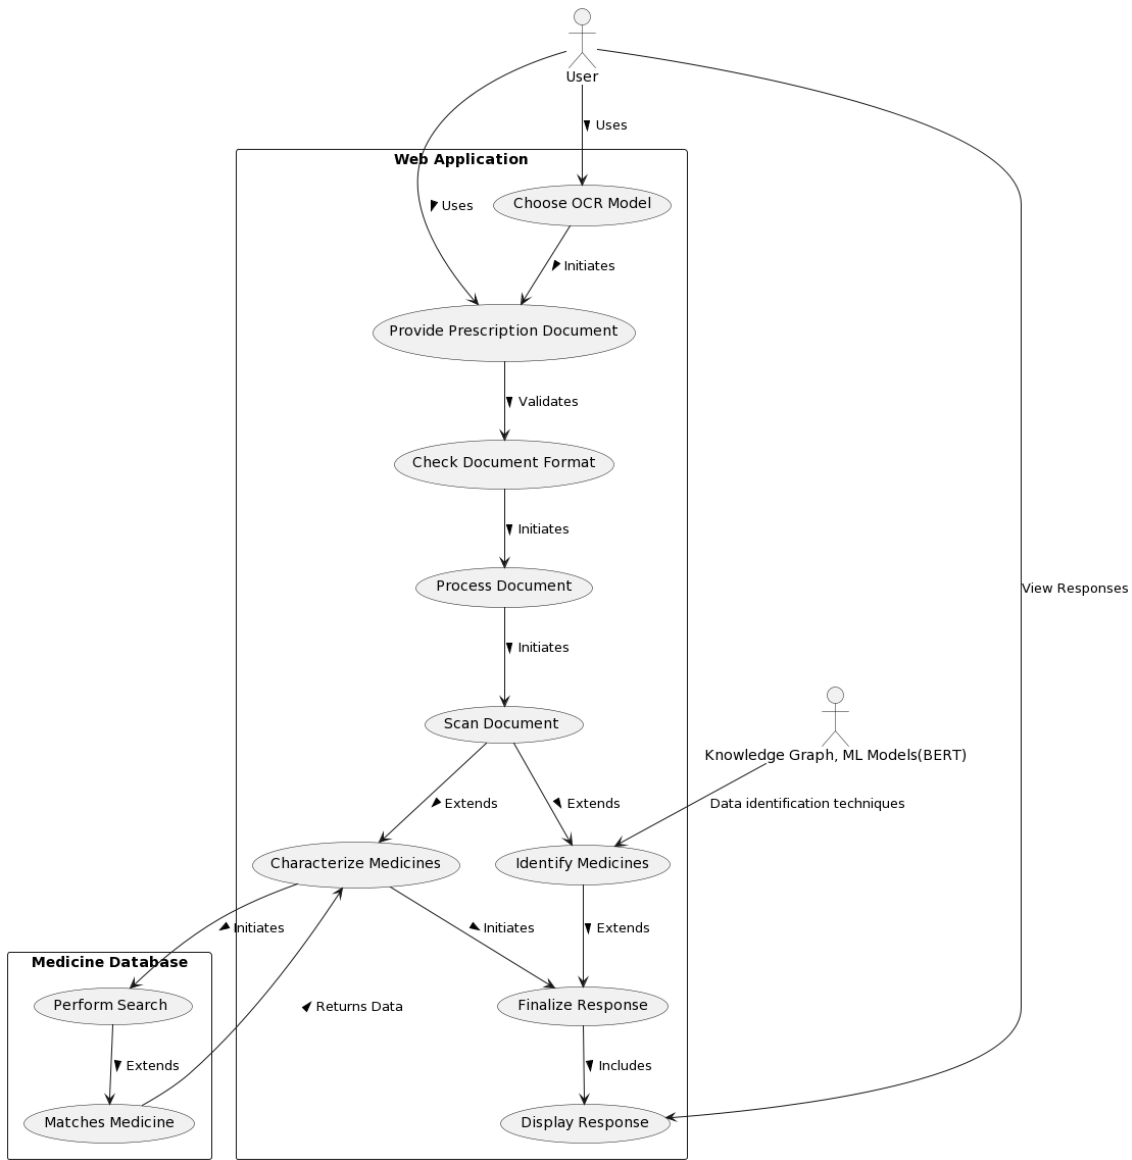 User
Uses
Web Application
Choose OCR Model
Uses
Initiates
Provide Prescription Document
Validates
Check Document Format
Initiates
Process Document
View Responses
Initiates
Scan Document
Knowledge Graph, ML Models(BERT)
Extends
Extends
Data identification techniques
Characterize Medicines
Identify Medicines
Initiates
Initiates
Extends
Medicine Database
Perform Search
Returns Data
Finalize Response
Extends
Includes
Matches Medicine
Display Response